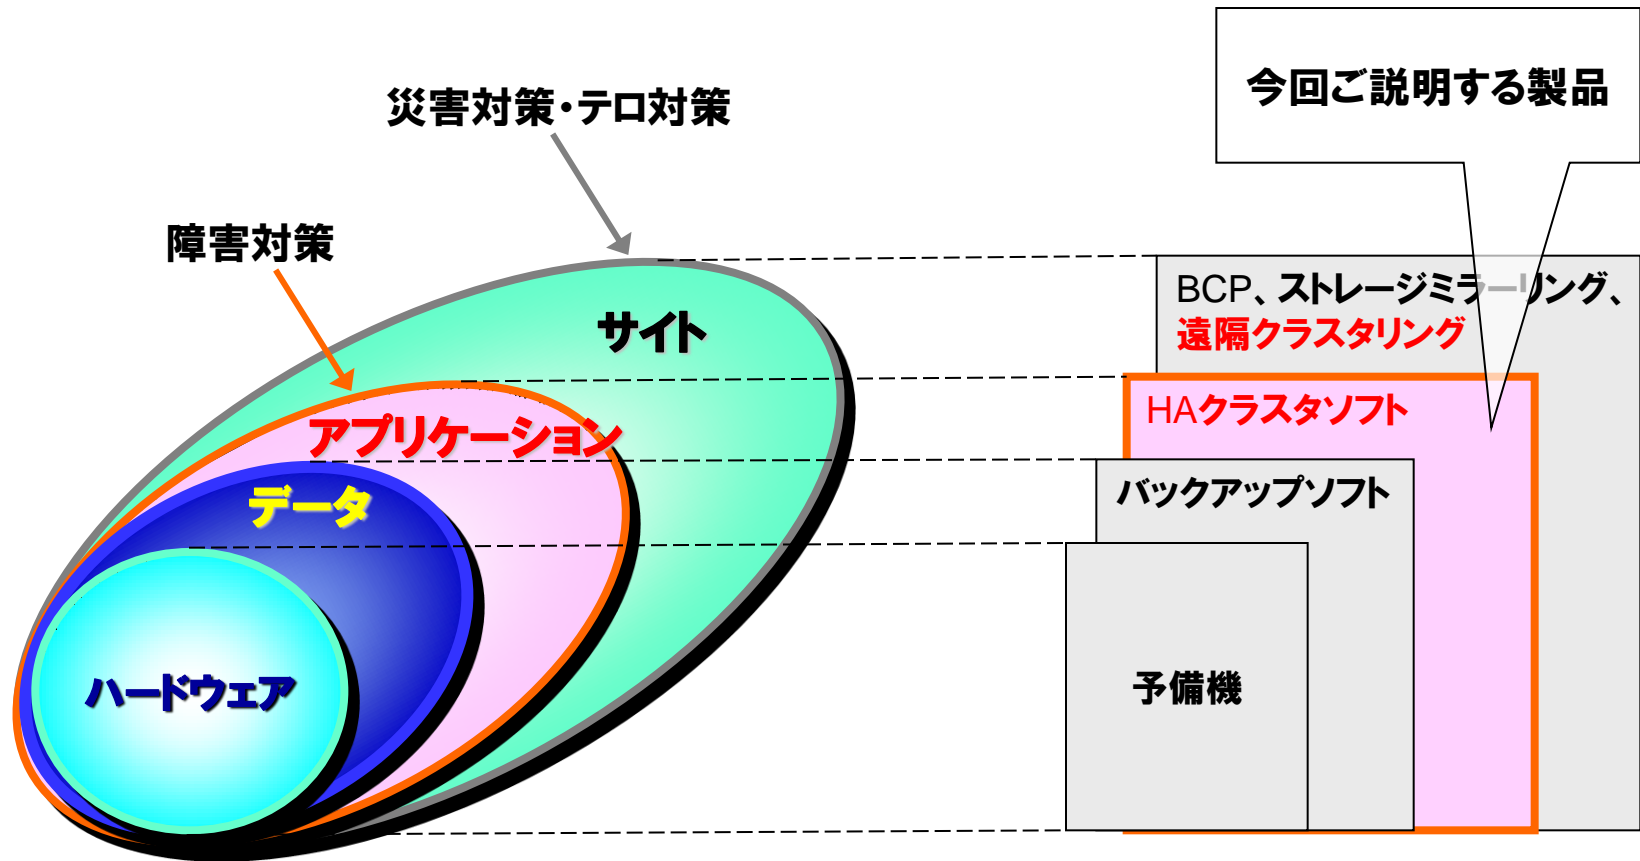 今回ご説明する製品
災害対策・テロ対策
障害対策
サイト
アプリケーション
データ
ハードウェア
BCP、ストレージミラーリング、
遠隔クラスタリング
HAクラスタソフト
バックアップソフト
予備機